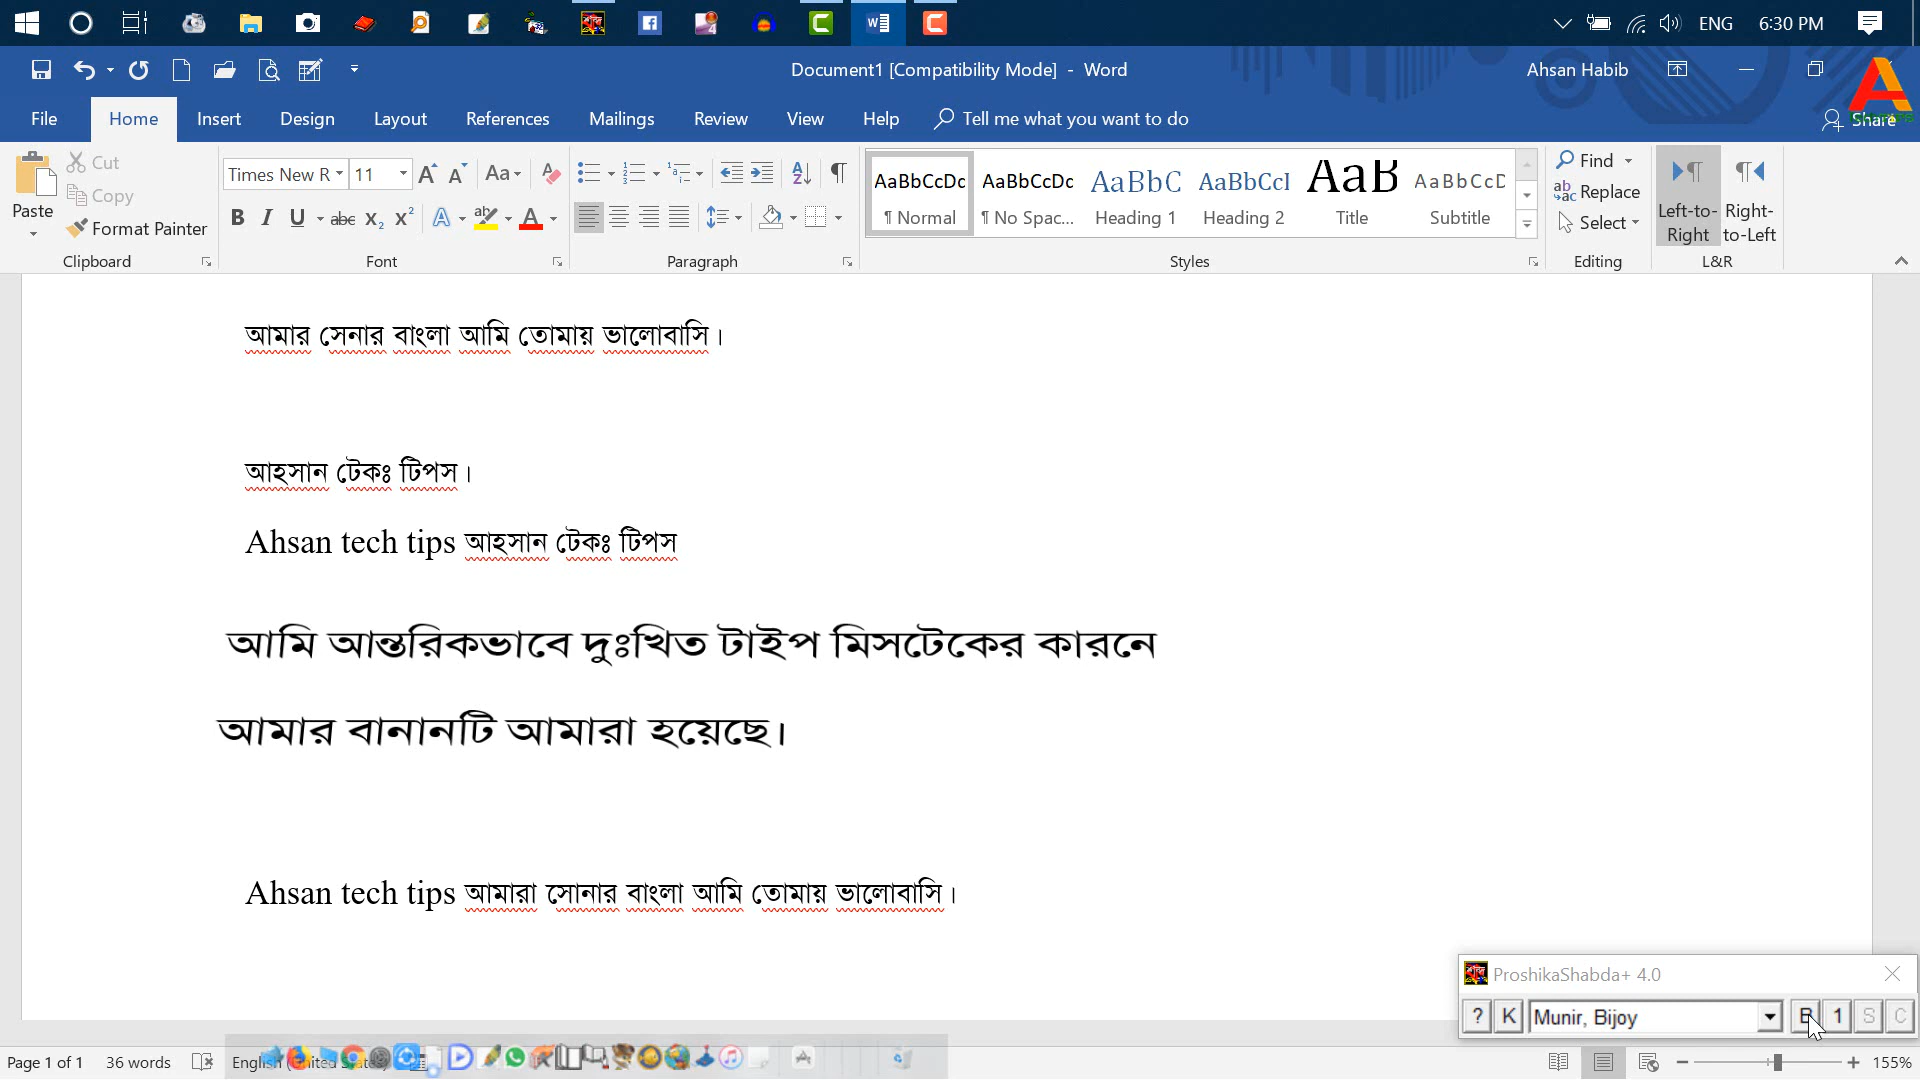 ENG 6:30 PM
Document1 [Compatibility Mode] - Word
Ahsan Habib
File Home Insert Design Layout References Mailings Review View Help Tell me what you want to do
Share
Paste
Cut
Copy
Format Painter
Clipboard
Times New R 11
Font
Paragraph
AaBbCcDc AaBbCcDc AaBbC AaBbCcI AaB AaBbCcD
¶ Normal ¶ No Spac... Heading 1 Heading 2 Title Subtitle
Styles
Find
Replace
Select
Editing
Left-to-Right
Right-to-Left
L&R
আমার সেনার বাংলা আমি তোমায় ভালোবাসি।
আহসান টেকঃ টিপস।
Ahsan tech tips আহসান টেকঃ টিপস
আমি আন্তরিকভাবে দুঃখিত টাইপ মিসটেকের কারনে
আমার বানানটি আমারা হয়েছে।
Ahsan tech tips আমারা সোনার বাংলা আমি তোমায় ভালোবাসি।
ProshikaShabda+ 4.0
? K Munir, Bijoy B 1 S C
Page 1 of 1 36 words English (United States)
155%